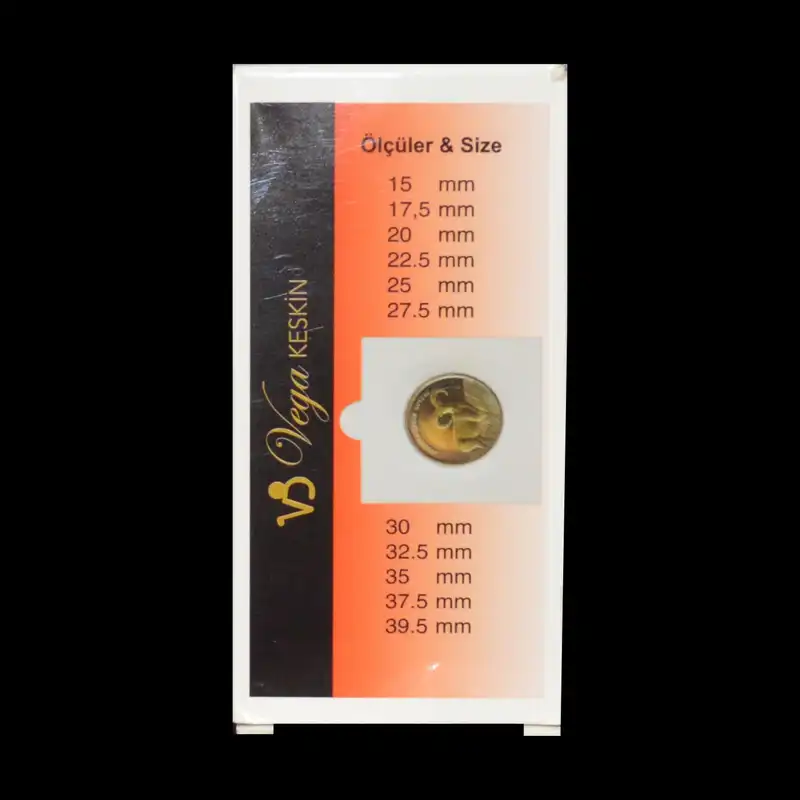 Ölçüler & Size
15 mm
17,5 mm
20 mm
22.5 mm
25 mm
27.5 mm
30 mm
32.5 mm
35 mm
37.5 mm
39.5 mm
VB Vega KESKİN